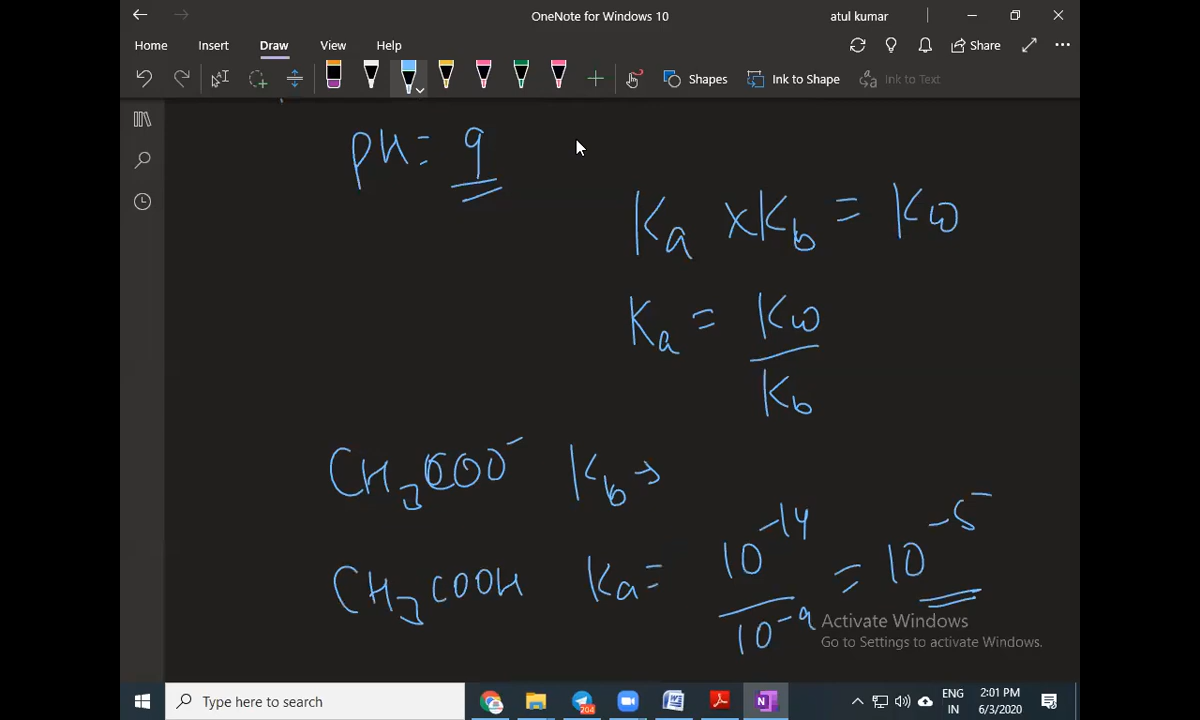 OneNote for Windows 10
atul kumar
Home Insert Draw View Help
Share
Shapes
Ink to Shape
Ink to Text
pH = 9
Ka x Kb = Kw
Ka = Kw
Kb
CH3COO⁻ Kb →
CH3COOH Ka = 10⁻¹⁴ = 10⁻⁵
10⁻⁹
Activate Windows
Go to Settings to activate Windows.
Type here to search
204
ENG
IN
2:01 PM
6/3/2020